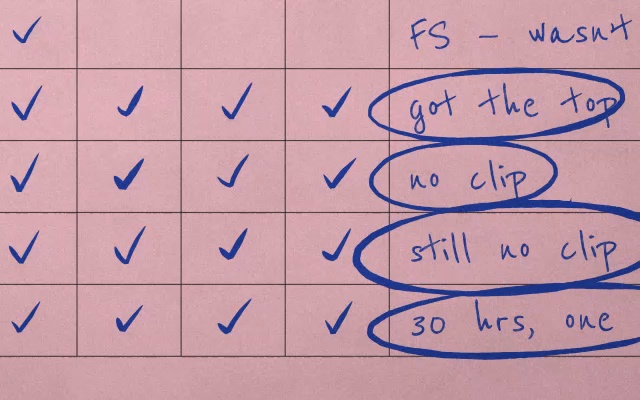 ✓ FS – wasn't
✓ ✓ ✓ ✓ got the top
✓ ✓ ✓ ✓ no clip
✓ ✓ ✓ ✓ still no clip
✓ ✓ ✓ ✓ 30 hrs, one